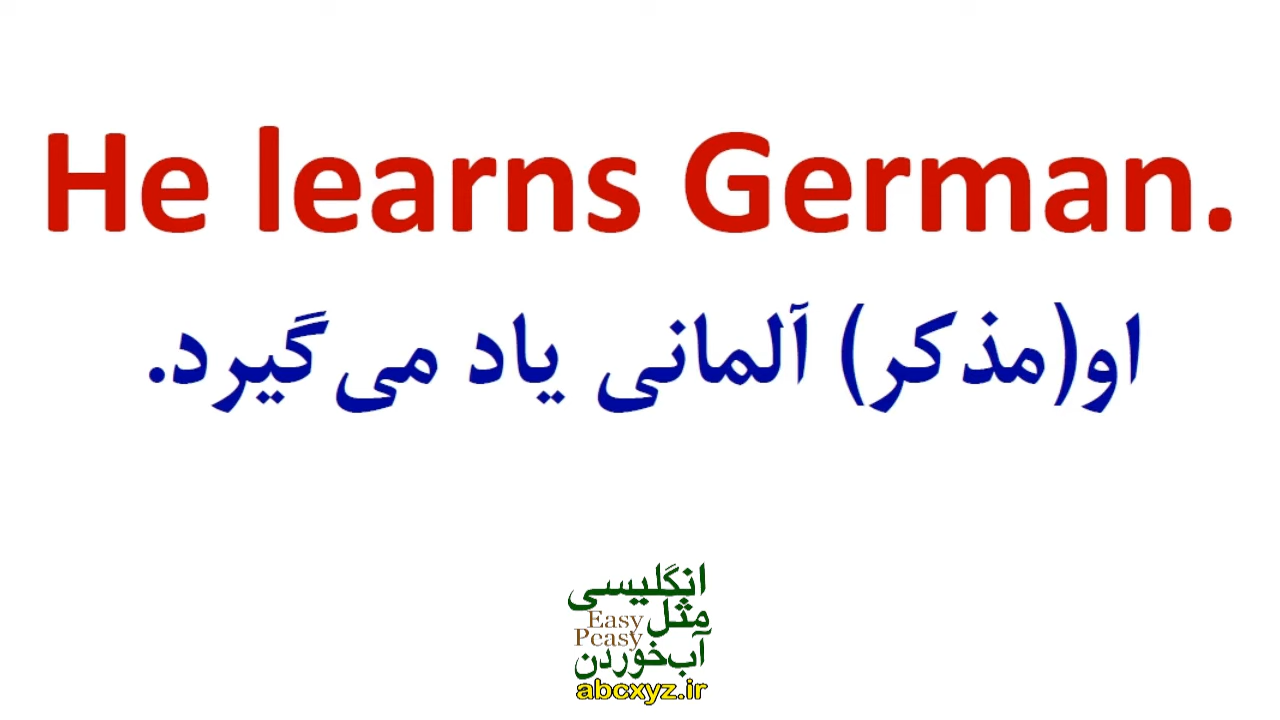 He learns German.
او(مذکر) آلمانی یاد می‌گیرد.
انگلیسی
مثل
Easy
Peasy
آب‌خوردن
abcxyz.ir